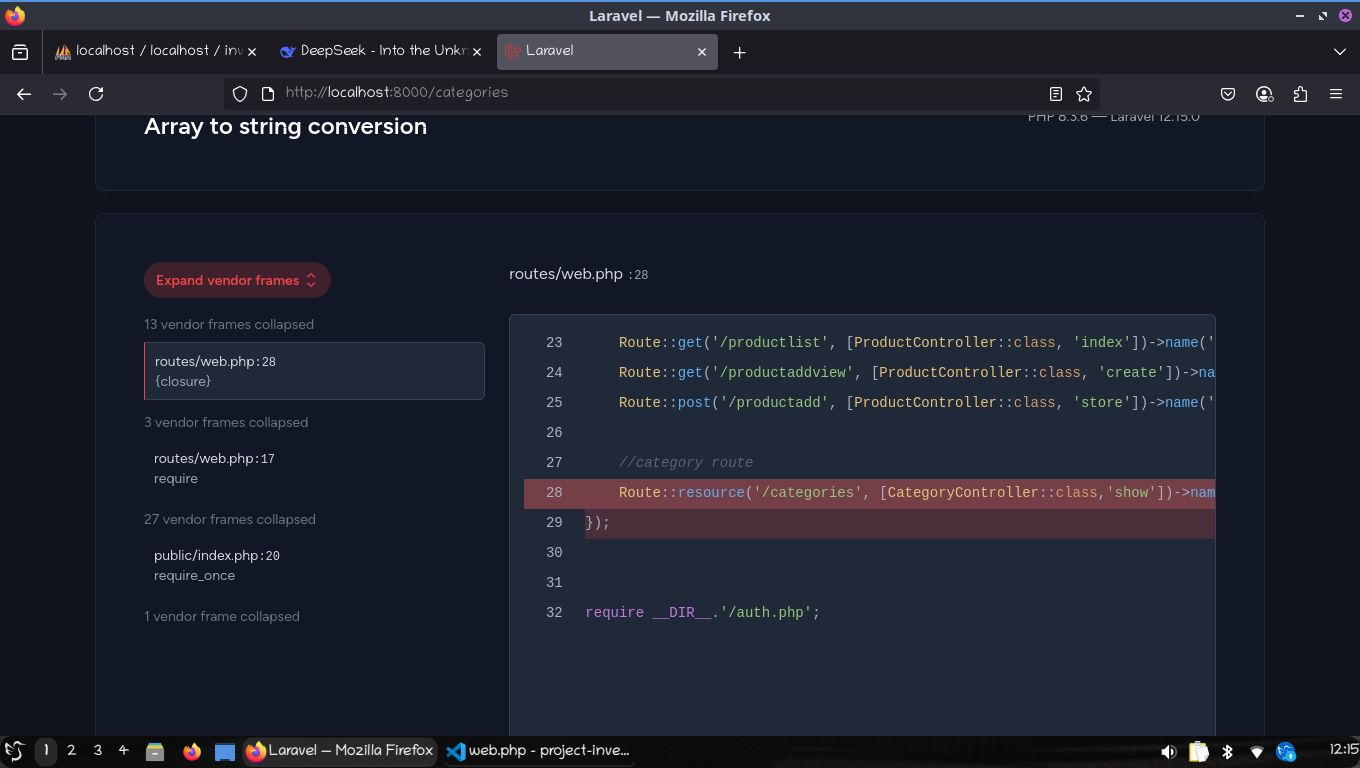 Laravel — Mozilla Firefox
localhost / localhost / inv
DeepSeek - Into the Unkn
Laravel
http://localhost:8000/categories
Array to string conversion
PHP 8.3.6 — Laravel 12.15.0
Expand vendor frames
13 vendor frames collapsed
routes/web.php:28
{closure}
3 vendor frames collapsed
routes/web.php:17
require
27 vendor frames collapsed
public/index.php:20
require_once
1 vendor frame collapsed
routes/web.php :28
23 Route::get('/productlist', [ProductController::class, 'index'])->name('
24 Route::get('/productaddview', [ProductController::class, 'create'])->na
25 Route::post('/productadd', [ProductController::class, 'store'])->name('
26
27 //category route
28 Route::resource('/categories', [CategoryController::class,'show'])->nam
29 });
30
31
32 require __DIR__.'/auth.php';
1 2 3 4
Laravel — Mozilla Firefox
web.php - project-inve...
12:15